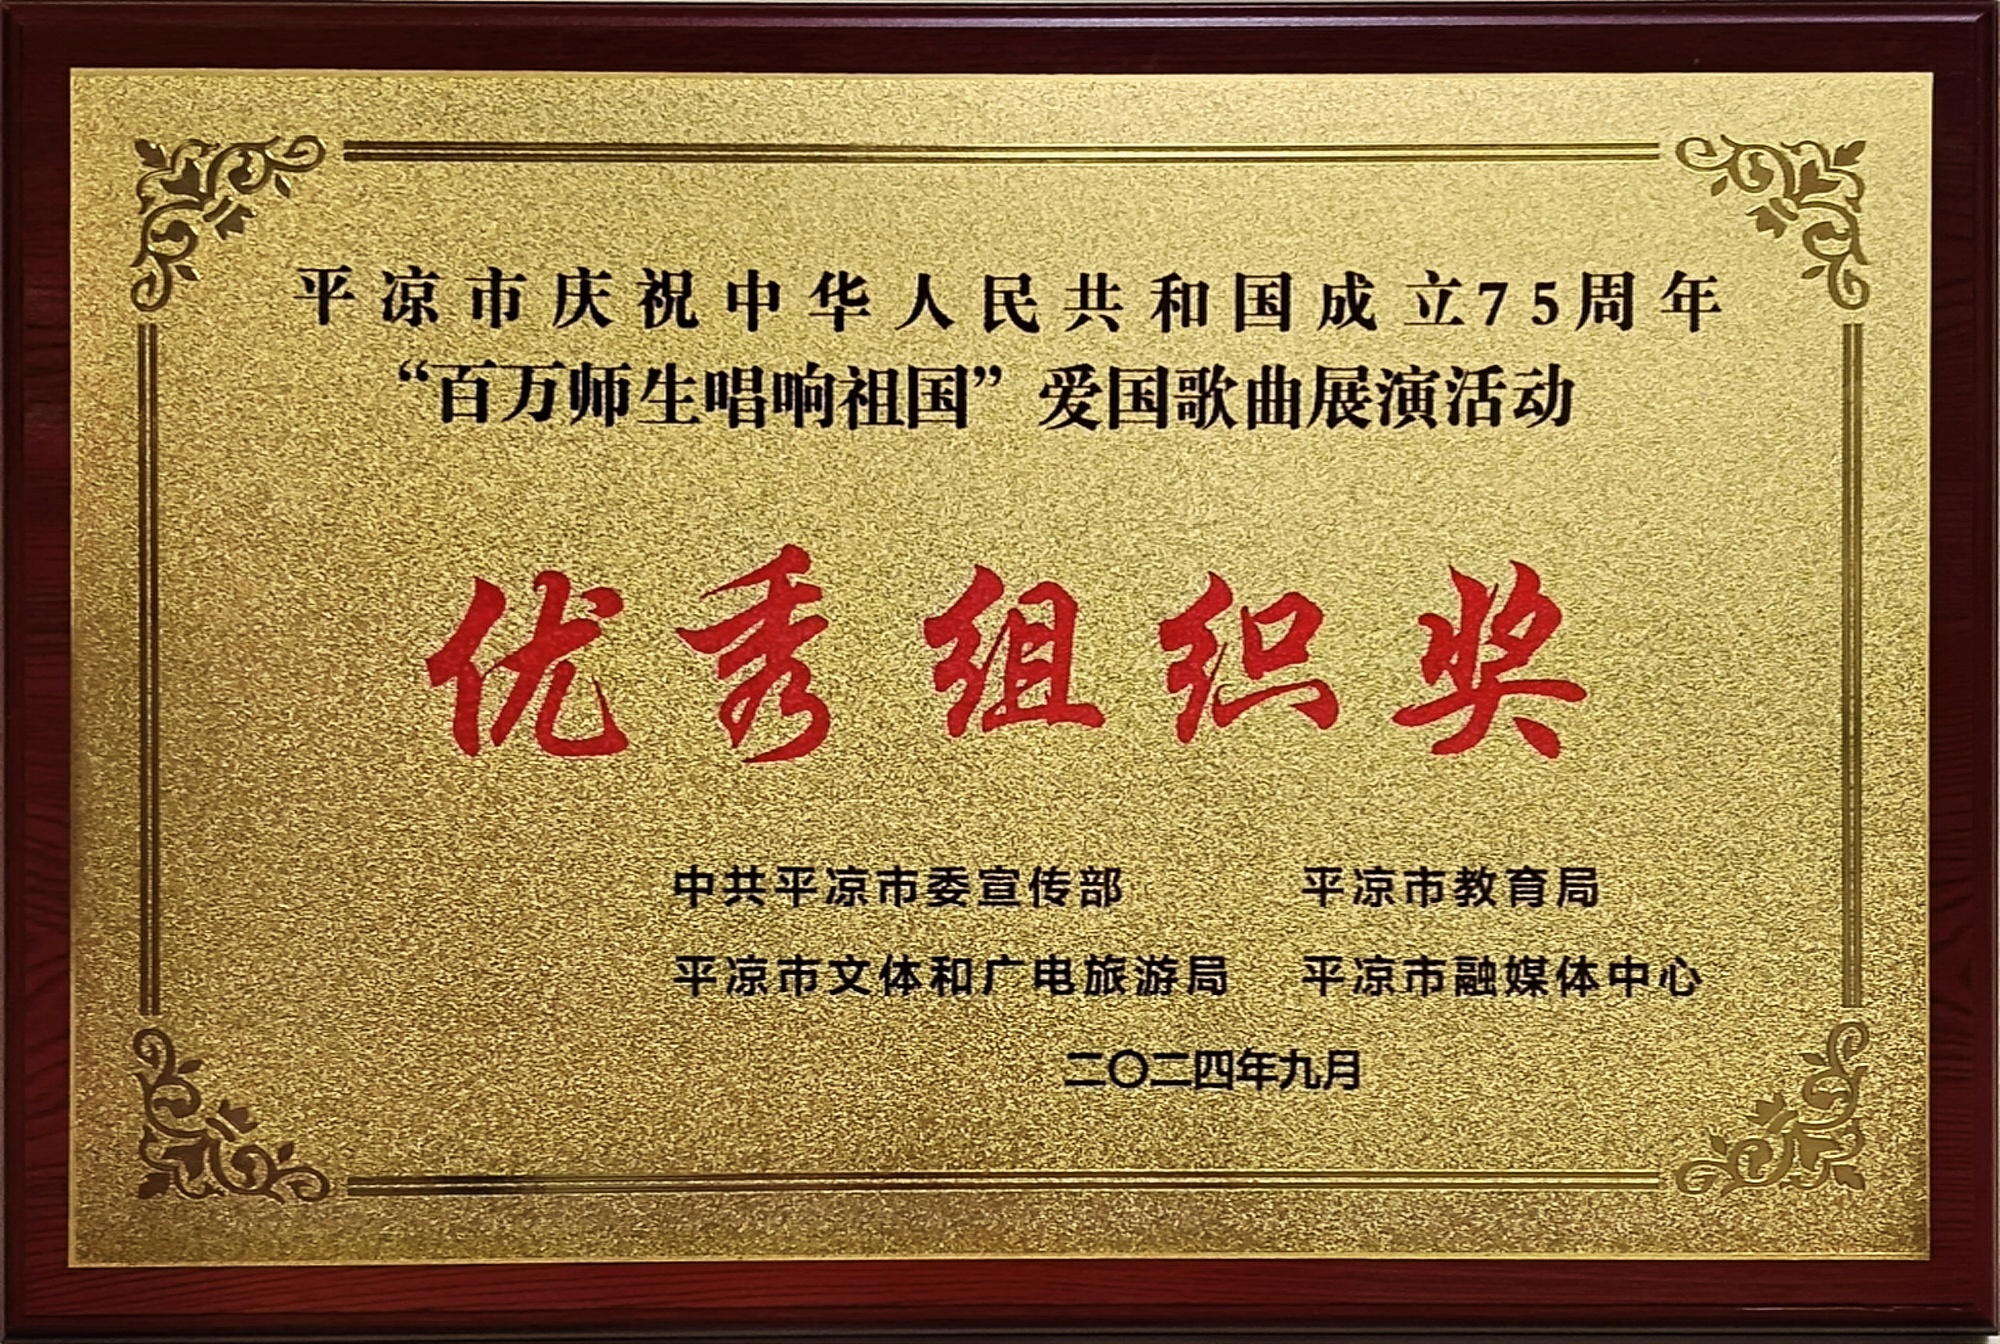 平凉市庆祝中华人民共和国成立75周年
“百万师生唱响祖国”爱国歌曲展演活动
优秀组织奖
中共平凉市委宣传部 平凉市教育局
平凉市文体和广电旅游局 平凉市融媒体中心
二〇二四年九月